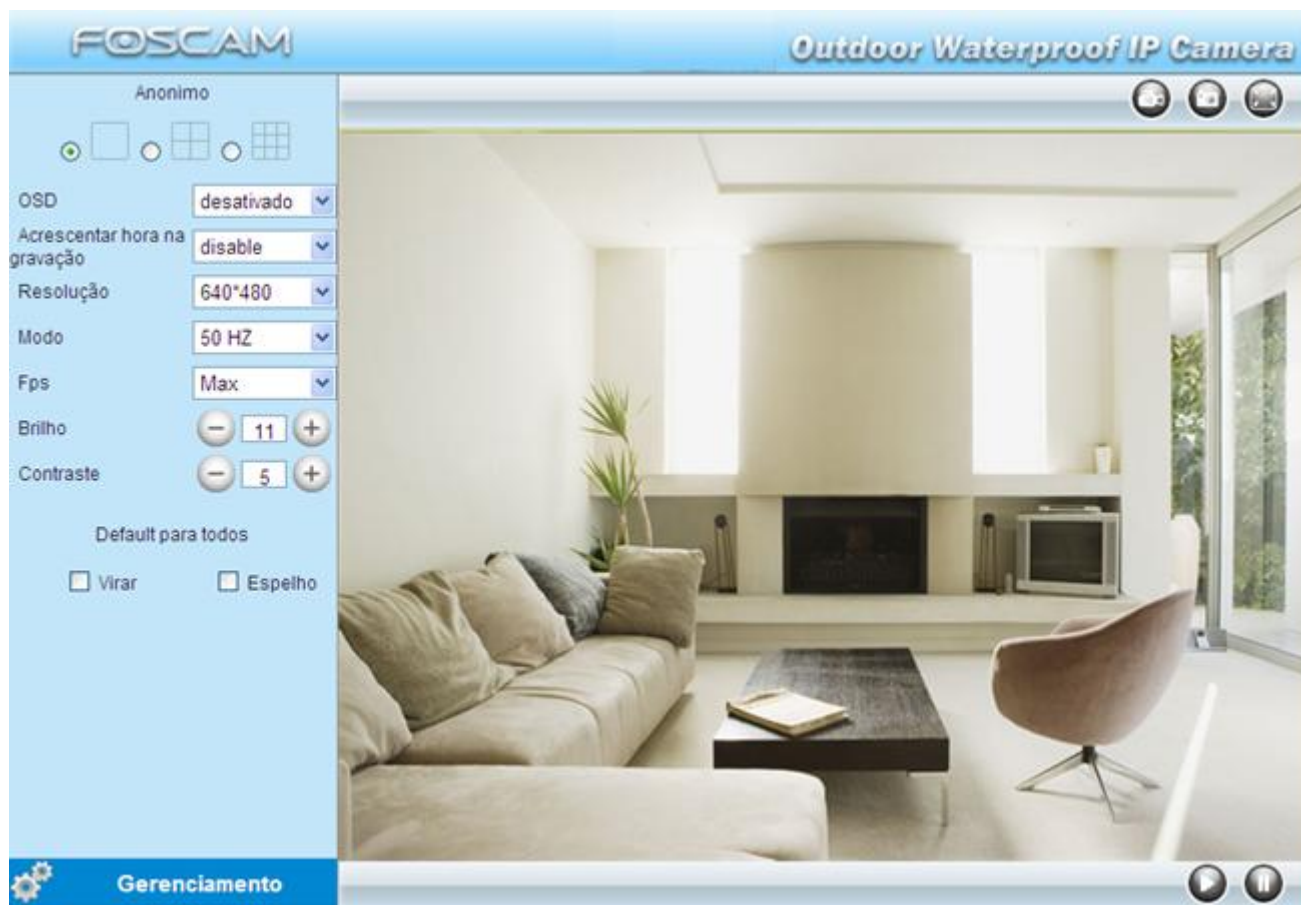 FOSCAM
Outdoor Waterproof IP Camera
Anonimo
OSD desativado
Acrescentar hora na
gravação disable
Resolução 640*480
Modo 50 HZ
Fps Max
Brilho 11
Contraste 5
Default para todos
Virar Espelho
Gerenciamento